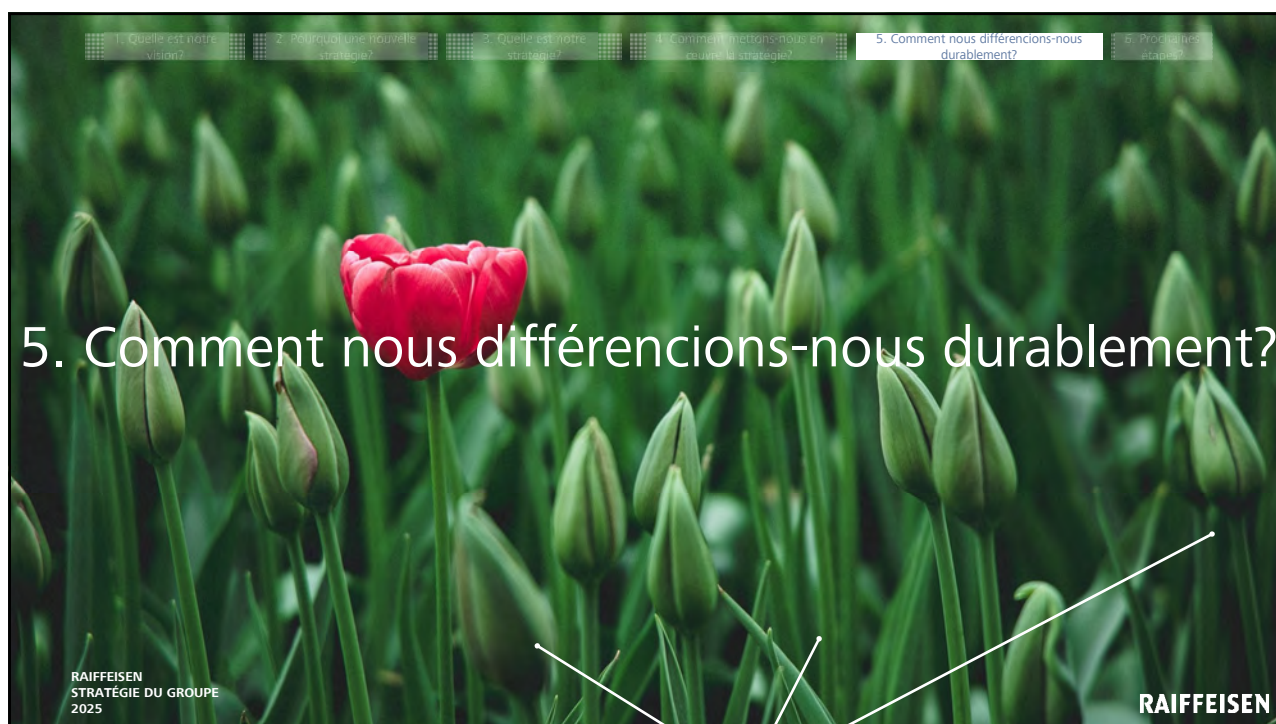 1. Quelle est notre
vision?
2. Pourquoi une nouvelle
stratégie?
3. Quelle est notre
stratégie?
4. Comment mettons-nous en
œuvre la stratégie?
5. Comment nous différencions-nous
durablement?
6. Prochaines
étapes?
5. Comment nous différencions-nous durablement?
RAIFFEISEN
STRATÉGIE DU GROUPE
2025
RAIFFEISEN